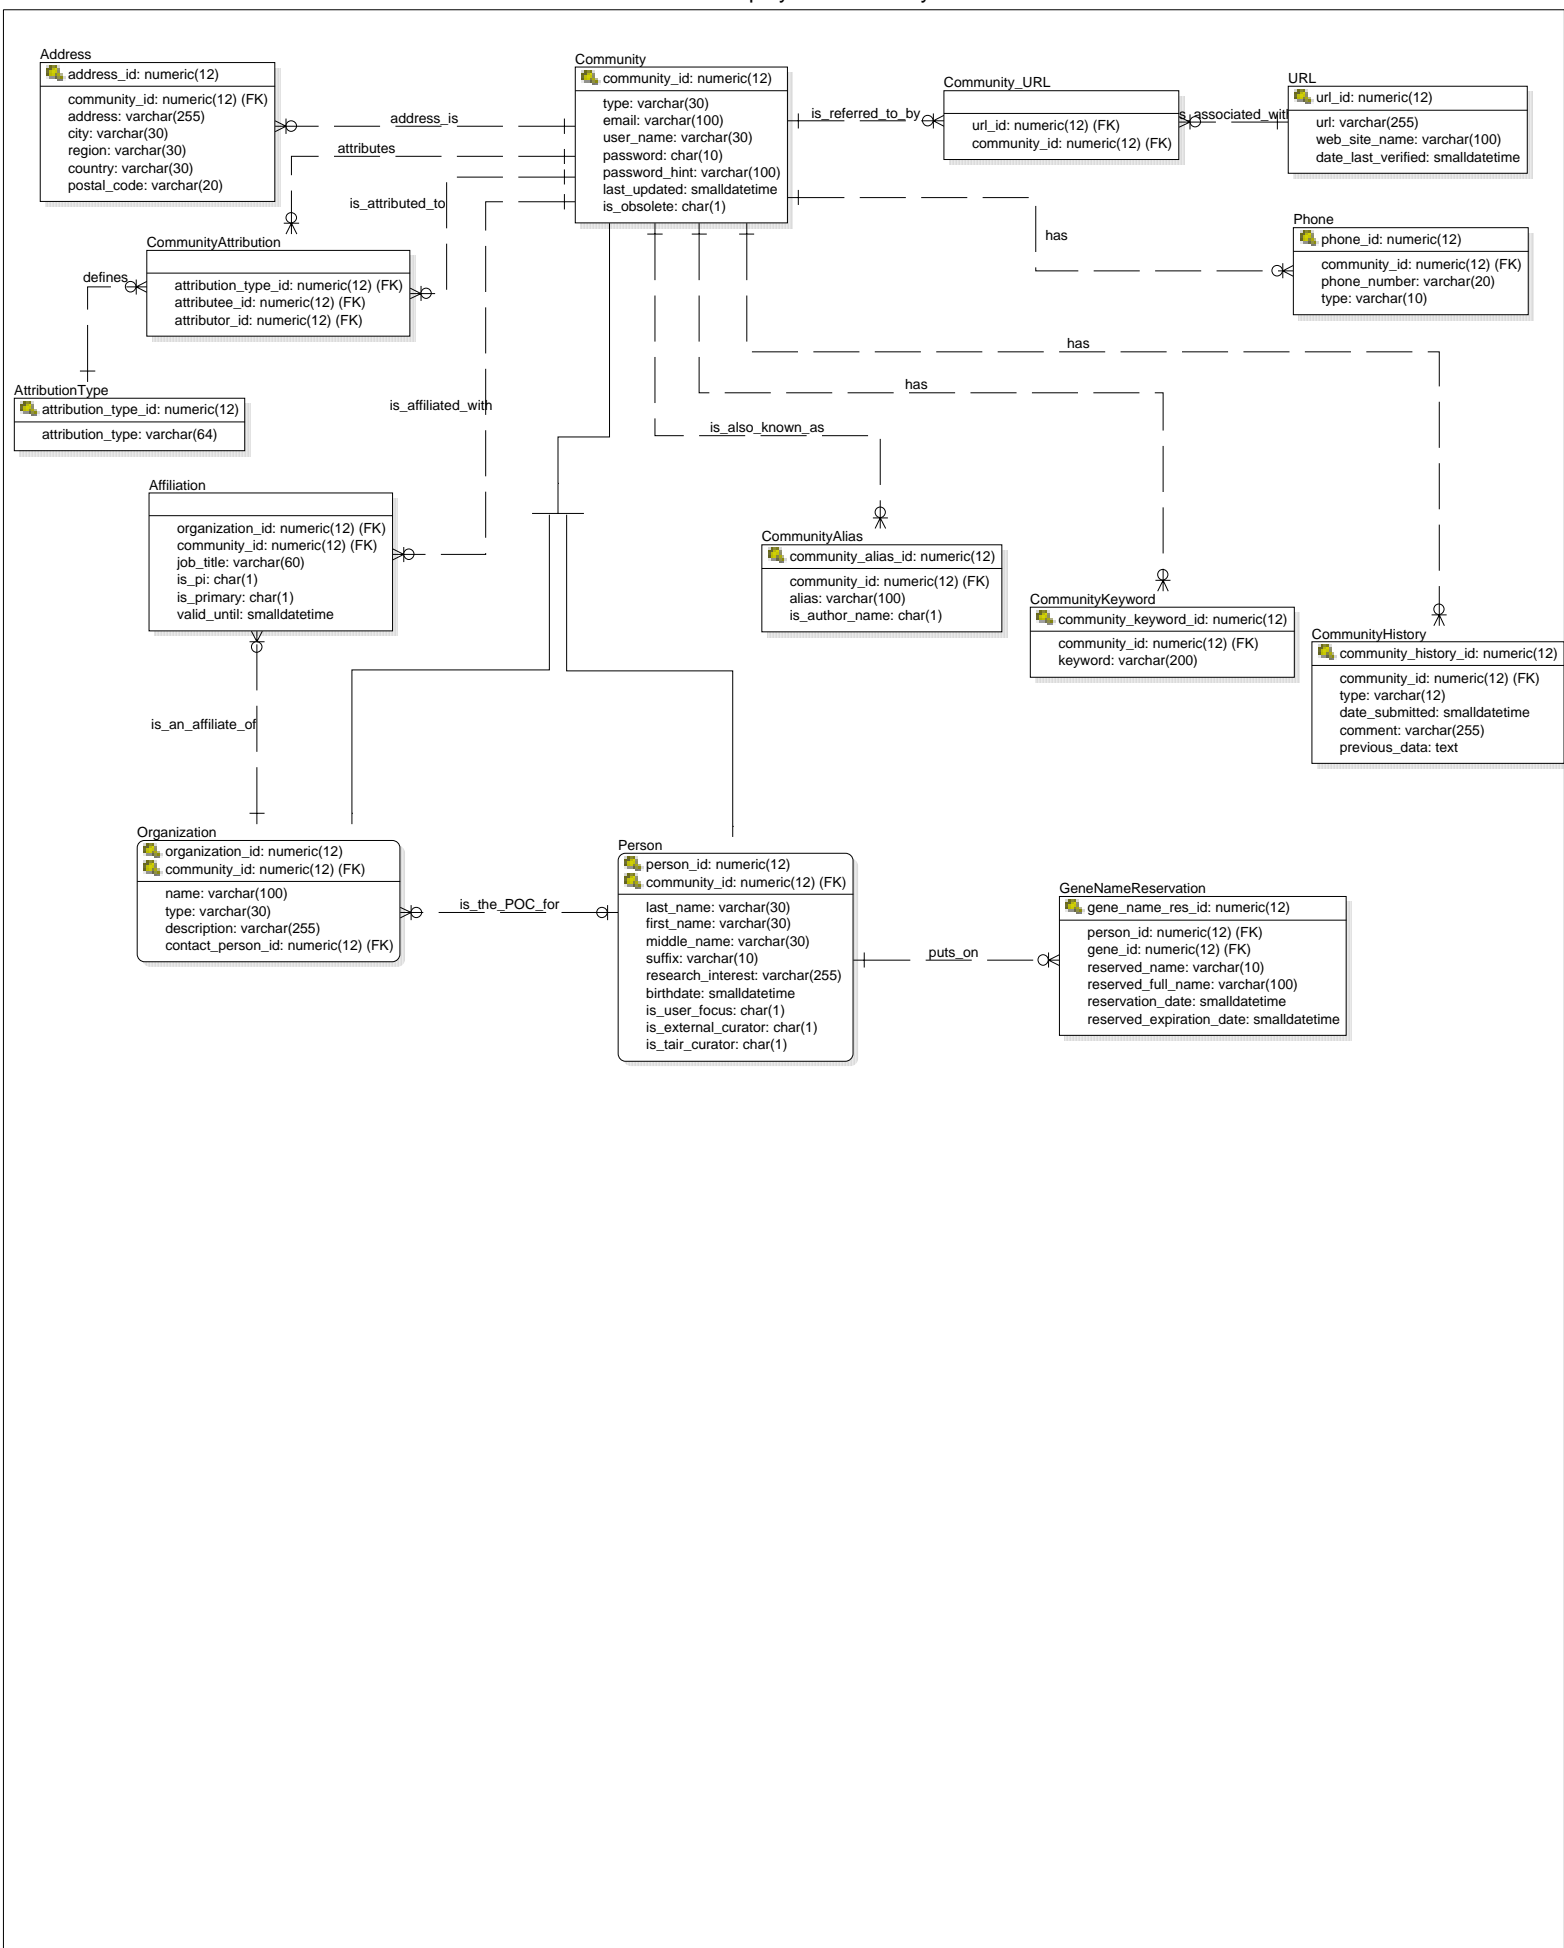 Address
address_id: numeric(12)
community_id: numeric(12) (FK)
address: varchar(255)
city: varchar(30)
region: varchar(30)
country: varchar(30)
postal_code: varchar(20)
address_is
attributes
is_attributed_to
Community
community_id: numeric(12)
type: varchar(30)
email: varchar(100)
user_name: varchar(30)
password: char(10)
password_hint: varchar(100)
last_updated: smalldatetime
is_obsolete: char(1)
is_referred_to_by
Community_URL
url_id: numeric(12) (FK)
community_id: numeric(12) (FK)
s_associated_with
URL
url_id: numeric(12)
url: varchar(255)
web_site_name: varchar(100)
date_last_verified: smalldatetime
has
Phone
phone_id: numeric(12)
community_id: numeric(12) (FK)
phone_number: varchar(20)
type: varchar(10)
CommunityAttribution
attribution_type_id: numeric(12) (FK)
attributee_id: numeric(12) (FK)
attributor_id: numeric(12) (FK)
defines
AttributionType
attribution_type_id: numeric(12)
attribution_type: varchar(64)
is_affiliated_with
has
has
is_also_known_as
Affiliation
organization_id: numeric(12) (FK)
community_id: numeric(12) (FK)
job_title: varchar(60)
is_pi: char(1)
is_primary: char(1)
valid_until: smalldatetime
CommunityAlias
community_alias_id: numeric(12)
community_id: numeric(12) (FK)
alias: varchar(100)
is_author_name: char(1)
CommunityKeyword
community_keyword_id: numeric(12)
community_id: numeric(12) (FK)
keyword: varchar(200)
CommunityHistory
community_history_id: numeric(12)
community_id: numeric(12) (FK)
type: varchar(12)
date_submitted: smalldatetime
comment: varchar(255)
previous_data: text
is_an_affiliate_of
Organization
organization_id: numeric(12)
community_id: numeric(12) (FK)
name: varchar(100)
type: varchar(30)
description: varchar(255)
contact_person_id: numeric(12) (FK)
is_the_POC_for
Person
person_id: numeric(12)
community_id: numeric(12) (FK)
last_name: varchar(30)
first_name: varchar(30)
middle_name: varchar(30)
suffix: varchar(10)
research_interest: varchar(255)
birthdate: smalldatetime
is_user_focus: char(1)
is_external_curator: char(1)
is_tair_curator: char(1)
puts_on
GeneNameReservation
gene_name_res_id: numeric(12)
person_id: numeric(12) (FK)
gene_id: numeric(12) (FK)
reserved_name: varchar(10)
reserved_full_name: varchar(100)
reservation_date: smalldatetime
reserved_expiration_date: smalldatetime